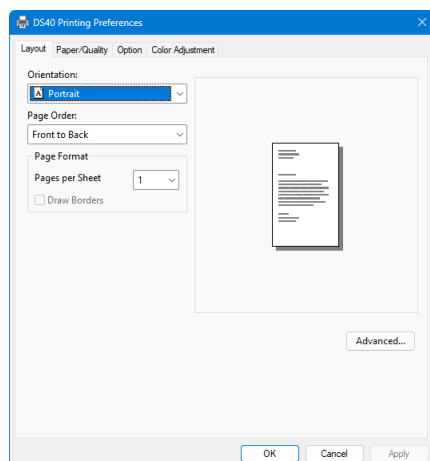 DS40 Printing Preferences
Layout Paper/Quality Option Color Adjustment
Orientation:
A Portrait
Page Order:
Front to Back
Page Format
Pages per Sheet 1
Draw Borders
Advanced...
OK Cancel Apply